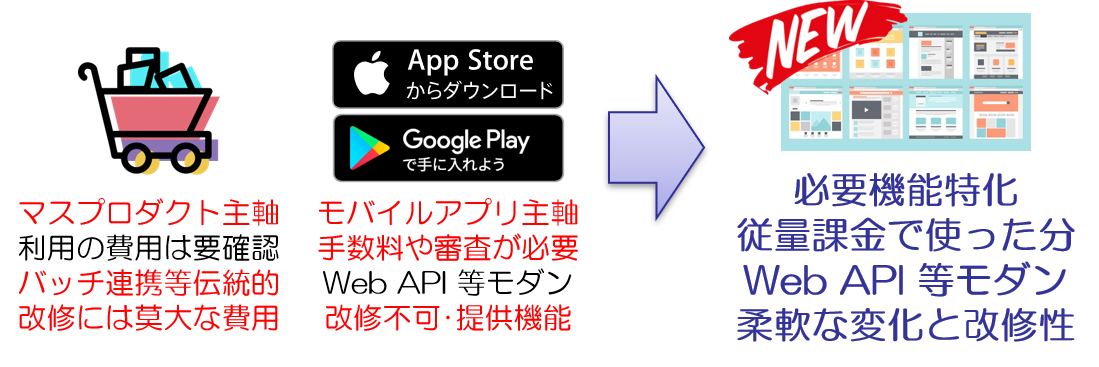 マスプロダクト主軸
利用の費用は要確認
バッチ連携等伝統的
改修には莫大な費用
App Store
からダウンロード
Google Play
で手に入れよう
モバイルアプリ主軸
手数料や審査が必要
Web API 等モダン
改修不可・提供機能
NEW
必要機能特化
従量課金で使った分
Web API 等モダン
柔軟な変化と改修性